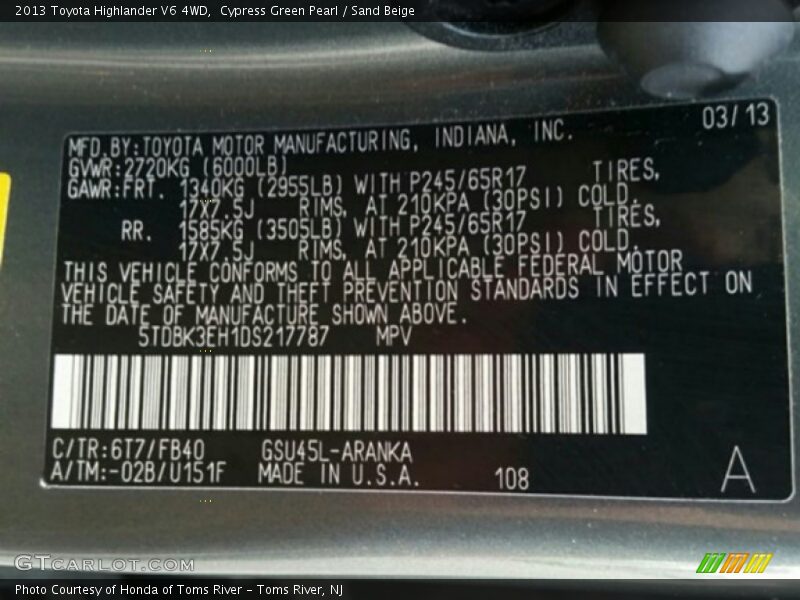 2013 Toyota Highlander V6 4WD, Cypress Green Pearl / Sand Beige
03/13
MFD.BY:TOYOTA MOTOR MANUFACTURING, INDIANA, INC.
GVWR:2720KG (6000LB)
GAWR:FRT. 1340KG (2955LB) WITH P245/65R17 TIRES,
17X7.5J RIMS, AT 210KPA (30PSI) COLD.
RR. 1585KG (3505LB) WITH P245/65R17 TIRES,
17X7.5J RIMS, AT 210KPA (30PSI) COLD.
THIS VEHICLE CONFORMS TO ALL APPLICABLE FEDERAL MOTOR
VEHICLE SAFETY AND THEFT PREVENTION STANDARDS IN EFFECT ON
THE DATE OF MANUFACTURE SHOWN ABOVE.
5TDBK3EH1DS217787 MPV
C/TR:6T7/FB40 GSU45L-ARANKA
A/TM:-02B/U151F MADE IN U.S.A. 108 A
GTCARLOT.COM
Photo Courtesy of Honda of Toms River – Toms River, NJ